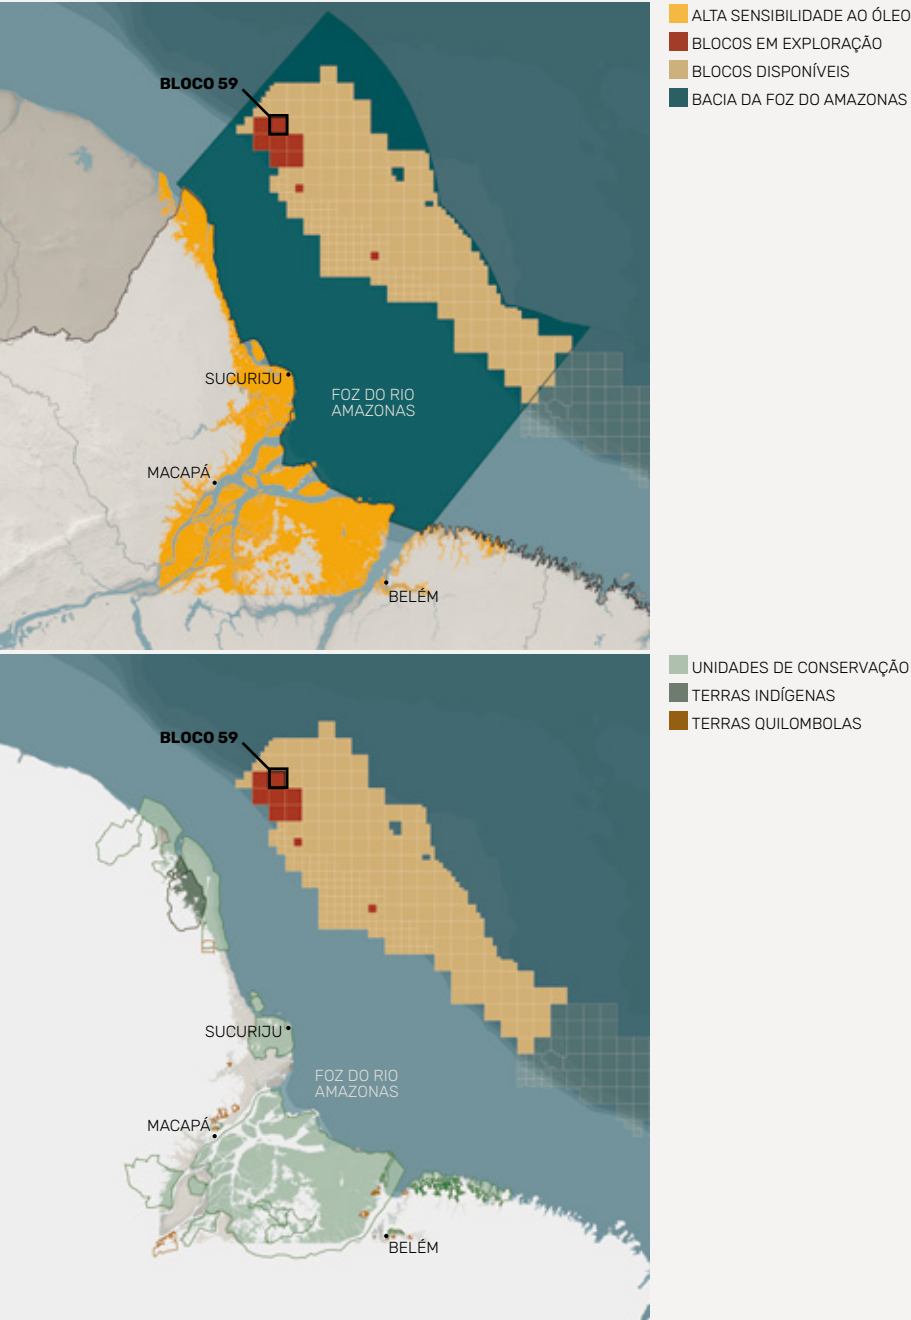 ALTA SENSIBILIDADE AO ÓLEO
BLOCOS EM EXPLORAÇÃO
BLOCOS DISPONÍVEIS
BACIA DA FOZ DO AMAZONAS
BLOCO 59
SUCURIJU
FOZ DO RIO
AMAZONAS
MACAPÁ
BELÉM
UNIDADES DE CONSERVAÇÃO
TERRAS INDÍGENAS
TERRAS QUILOMBOLAS
BLOCO 59
SUCURIJU
FOZ DO RIO
AMAZONAS
MACAPÁ
BELÉM